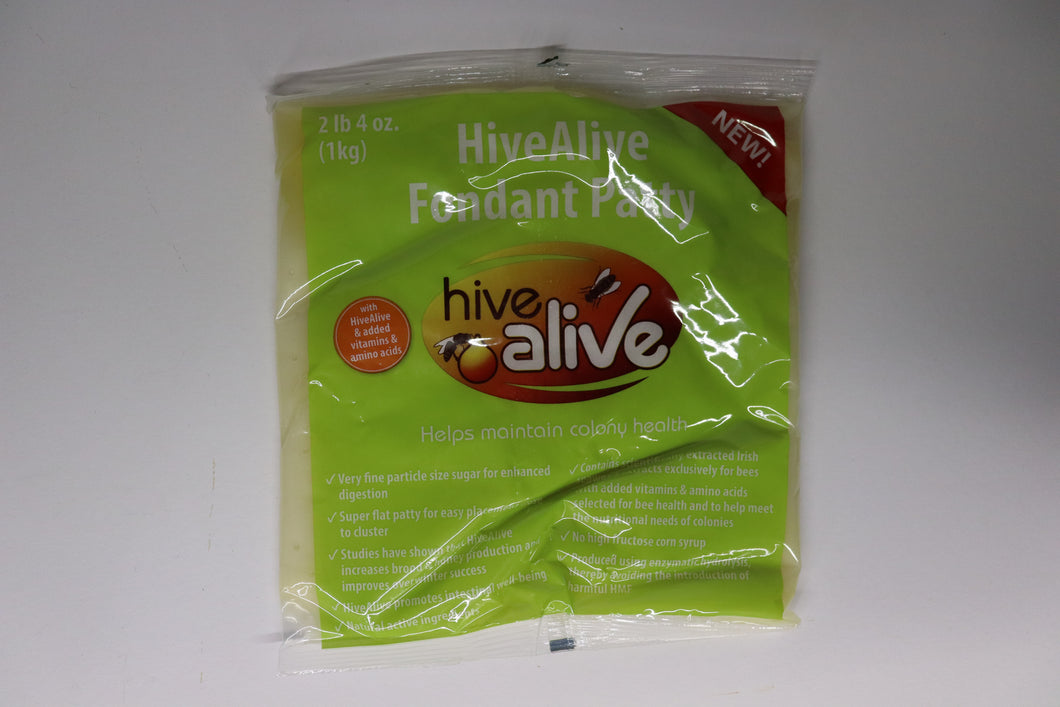 2 lb 4 oz.
(1kg)
HiveAlive
Fondant Patty
NEW!
with
HiveAlive
& added
vitamins &
amino acids
hive
alive
Helps maintain colony health
✓ Very fine particle size sugar for enhanced
digestion
✓ Super flat patty for easy
to cluster
✓ Studies have shown that HiveAlive
increases brood & honey production and
improves overwinter success
✓ HiveAlive promotes intestinal well-being
✓ Natural active
✓ Contains extracted Irish
extracts exclusively for bees
with added vitamins & amino acids
selected for bee health and to help meet
the nutritional needs of colonies
✓ No high fructose corn syrup
✓ Produced using enzymatic hydrolysis,
thereby avoiding the introduction of
harmful HMF